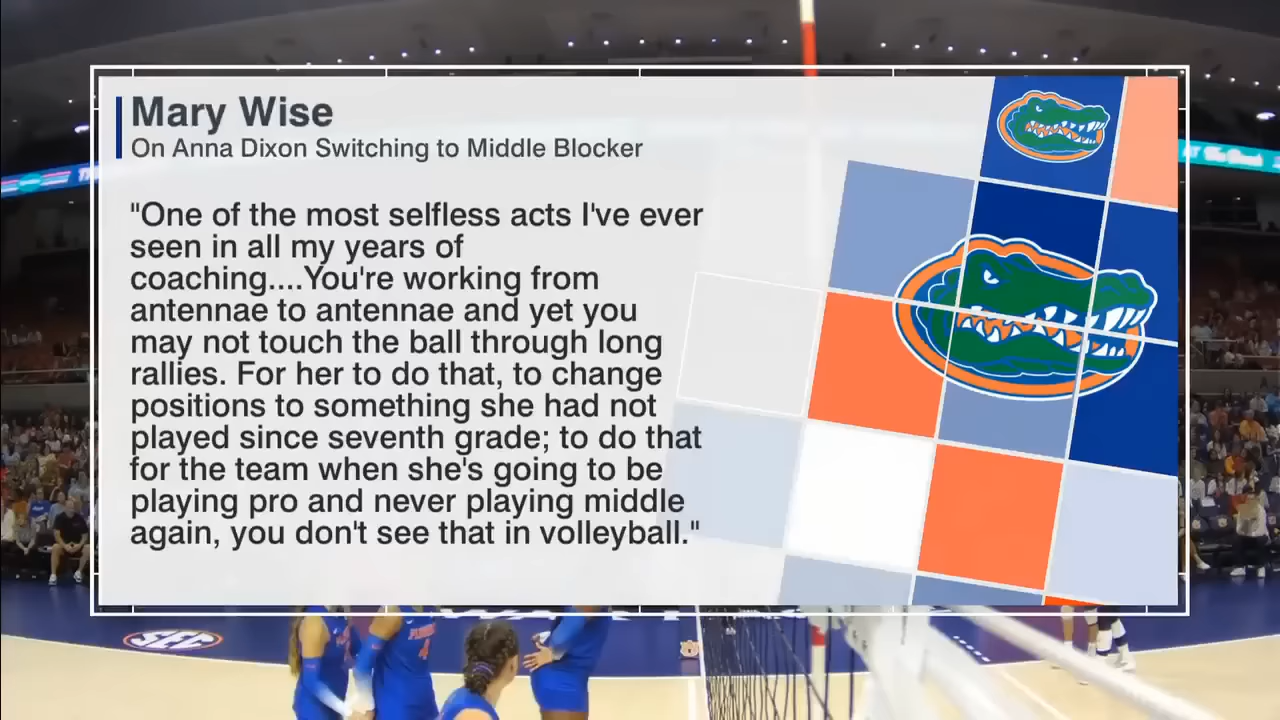 Mary Wise
On Anna Dixon Switching to Middle Blocker
"One of the most selfless acts I've ever
seen in all my years of
coaching....You're working from
antennae to antennae and yet you
may not touch the ball through long
rallies. For her to do that, to change
positions to something she had not
played since seventh grade; to do that
for the team when she's going to be
playing pro and never playing middle
again, you don't see that in volleyball."
SEC
FLORIDA
4